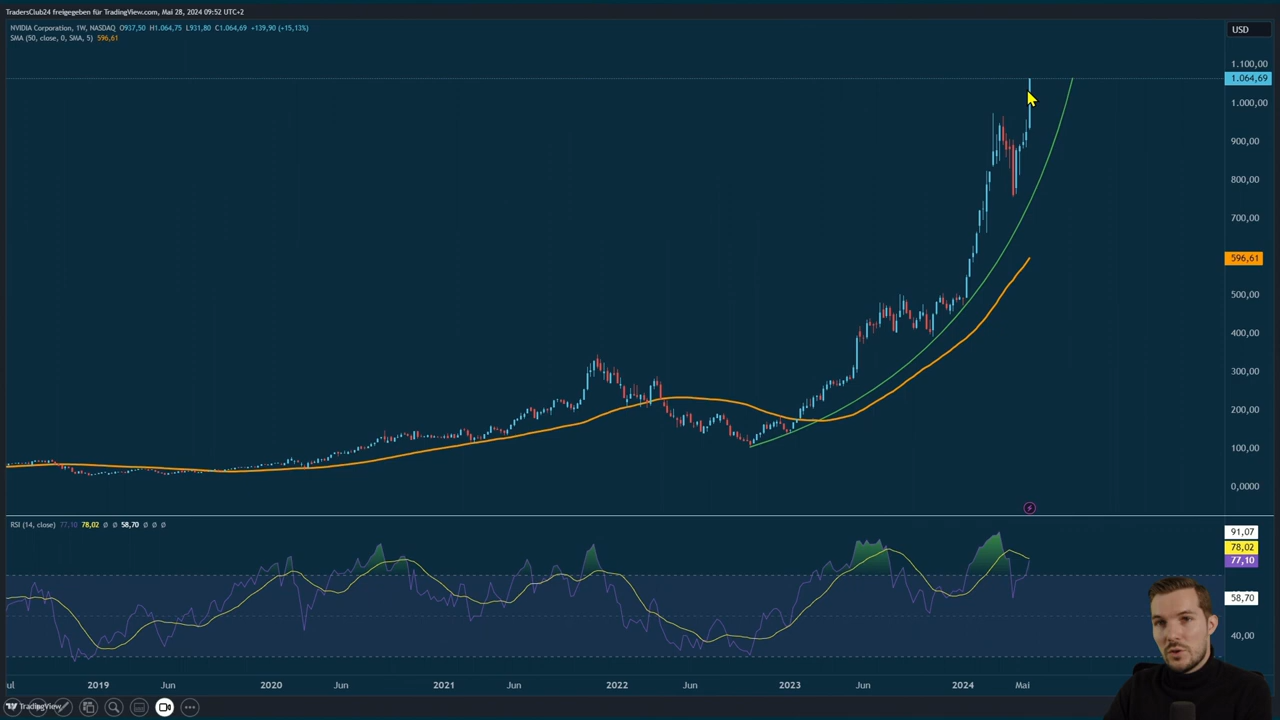 TradersClub24 freigegeben für TradingView.com, Mai 28, 2024 09:52 UTC+2
NVIDIA Corporation, 1W, NASDAQ O937,50 H1.064,75 L931,80 C1.064,69 +139,90 (+15,13%)
SMA (50, close, 0, SMA, 5) 596,61
USD
1.100,00
1.064,69
1.000,00
900,00
800,00
700,00
596,61
500,00
400,00
300,00
200,00
100,00
0,0000
RSI (14, close) 77,10 78,02 Ø Ø 58,70 Ø Ø Ø
91,07
78,02
77,10
58,70
40,00
2019 Jun 2020 Jun 2021 Jun 2022 Jun 2023 Jun 2024 Mai
TradingView